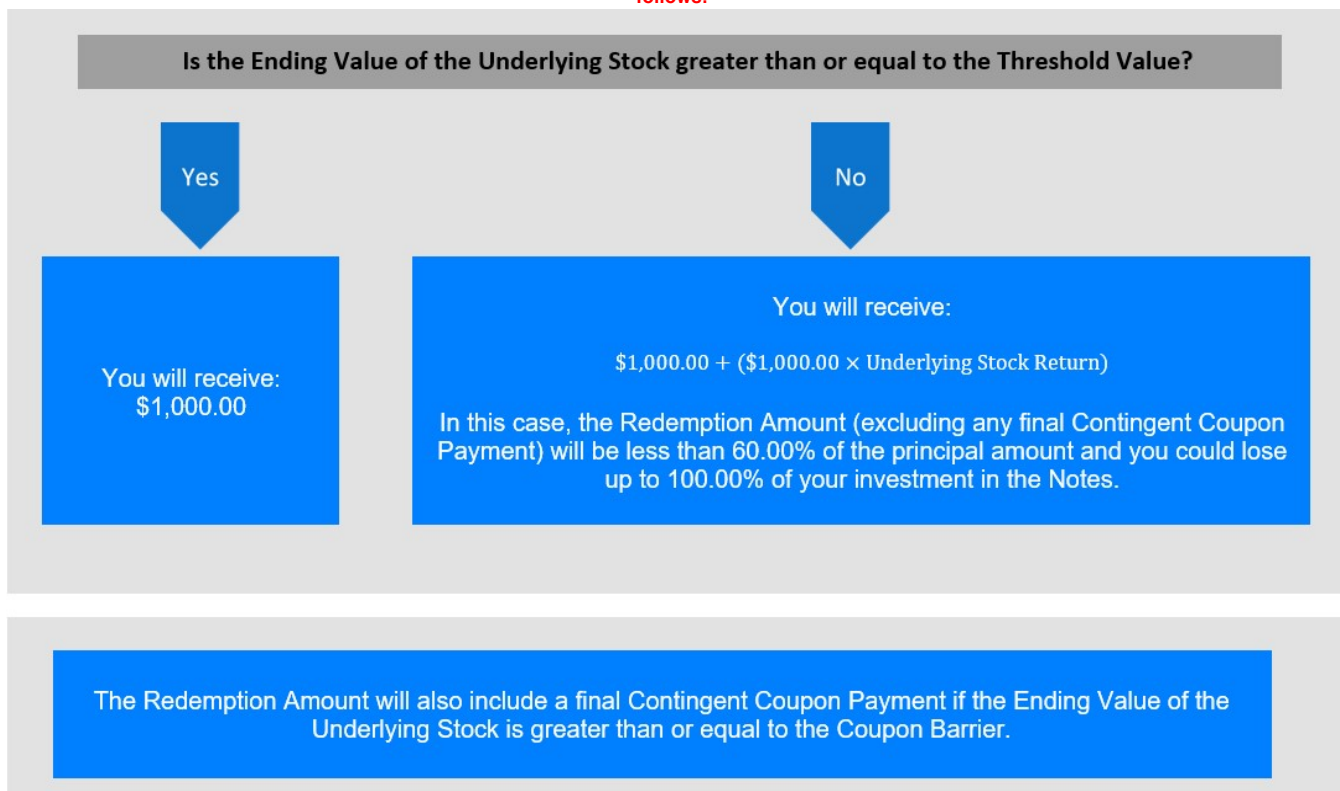 follows:
Is the Ending Value of the Underlying Stock greater than or equal to the Threshold Value?
Yes
No
You will receive:
$1,000.00
You will receive:
$1,000.00 + ($1,000.00 × Underlying Stock Return)
In this case, the Redemption Amount (excluding any final Contingent Coupon
Payment) will be less than 60.00% of the principal amount and you could lose
up to 100.00% of your investment in the Notes.
The Redemption Amount will also include a final Contingent Coupon Payment if the Ending Value of the
Underlying Stock is greater than or equal to the Coupon Barrier.